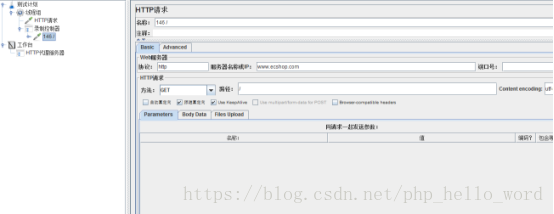 测试计划
线程组
HTTP请求
录制控制器
148 /
工作台
HTTP代理服务器
HTTP请求
名称： 148 /
注释：
Basic Advanced
Web服务器
协议： http 服务器名称或IP： www.ecshop.com 端口号：
HTTP请求
方法： GET 路径： / Content encoding: utf-
自动重定向 跟随重定向 Use KeepAlive Use multipart/form-data for POST Browser-compatible headers
Parameters Body Data Files Upload
同请求一起发送参数：
名称： 值 编码? 包含等
https://blog.csdn.net/php_hello_word